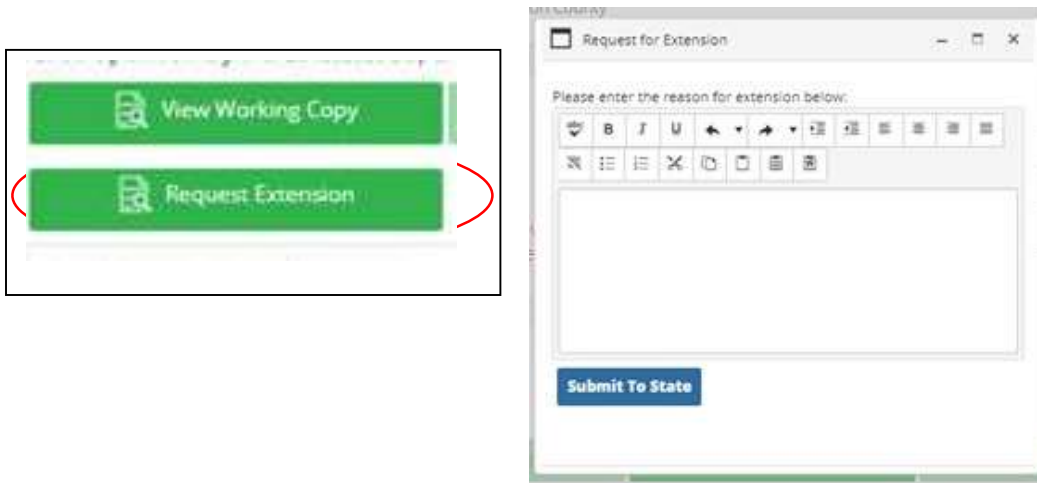 View Working Copy
Request Extension
Request for Extension
Please enter the reason for extension below:
B I U
Submit To State